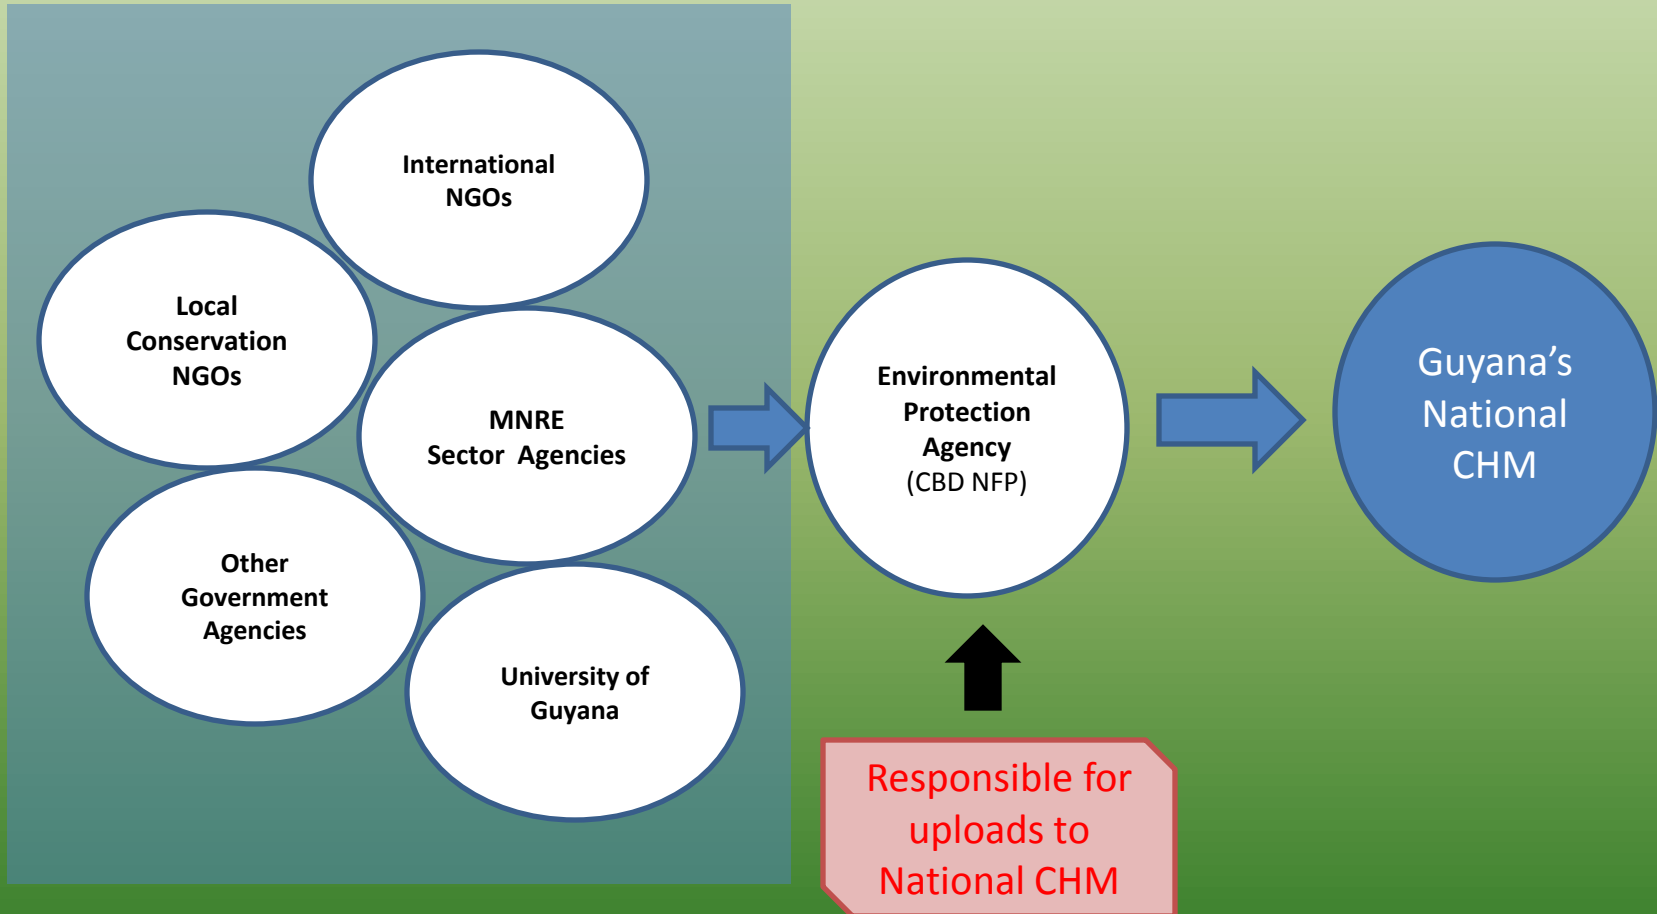 International
NGOs
Local
Conservation
NGOs
MNRE
Sector Agencies
Other
Government
Agencies
University of
Guyana
Environmental
Protection
Agency
(CBD NFP)
Responsible for
uploads to
National CHM
Guyana’s
National
CHM